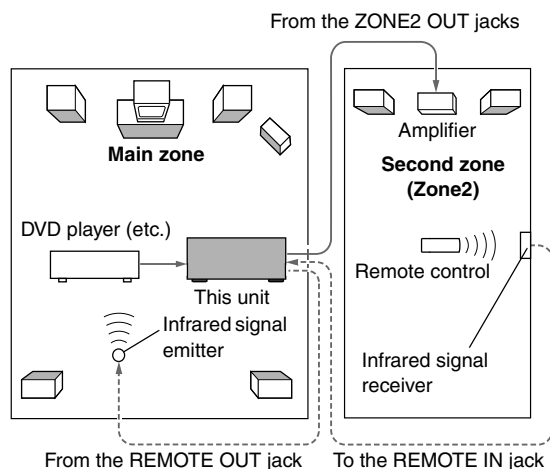 From the ZONE2 OUT jacks
Main zone
Amplifier
Second zone
(Zone2)
DVD player (etc.)
This unit
Remote control
Infrared signal
emitter
Infrared signal
receiver
From the REMOTE OUT jack
To the REMOTE IN jack